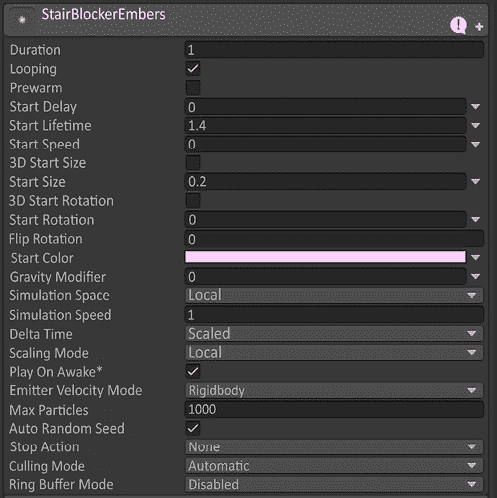 StairBlockerEmbers
Duration 1
Looping
Prewarm
Start Delay 0
Start Lifetime 1.4
Start Speed 0
3D Start Size
Start Size 0.2
3D Start Rotation
Start Rotation 0
Flip Rotation 0
Start Color
Gravity Modifier 0
Simulation Space Local
Simulation Speed 1
Delta Time Scaled
Scaling Mode Local
Play On Awake*
Emitter Velocity Mode Rigidbody
Max Particles 1000
Auto Random Seed
Stop Action None
Culling Mode Automatic
Ring Buffer Mode Disabled